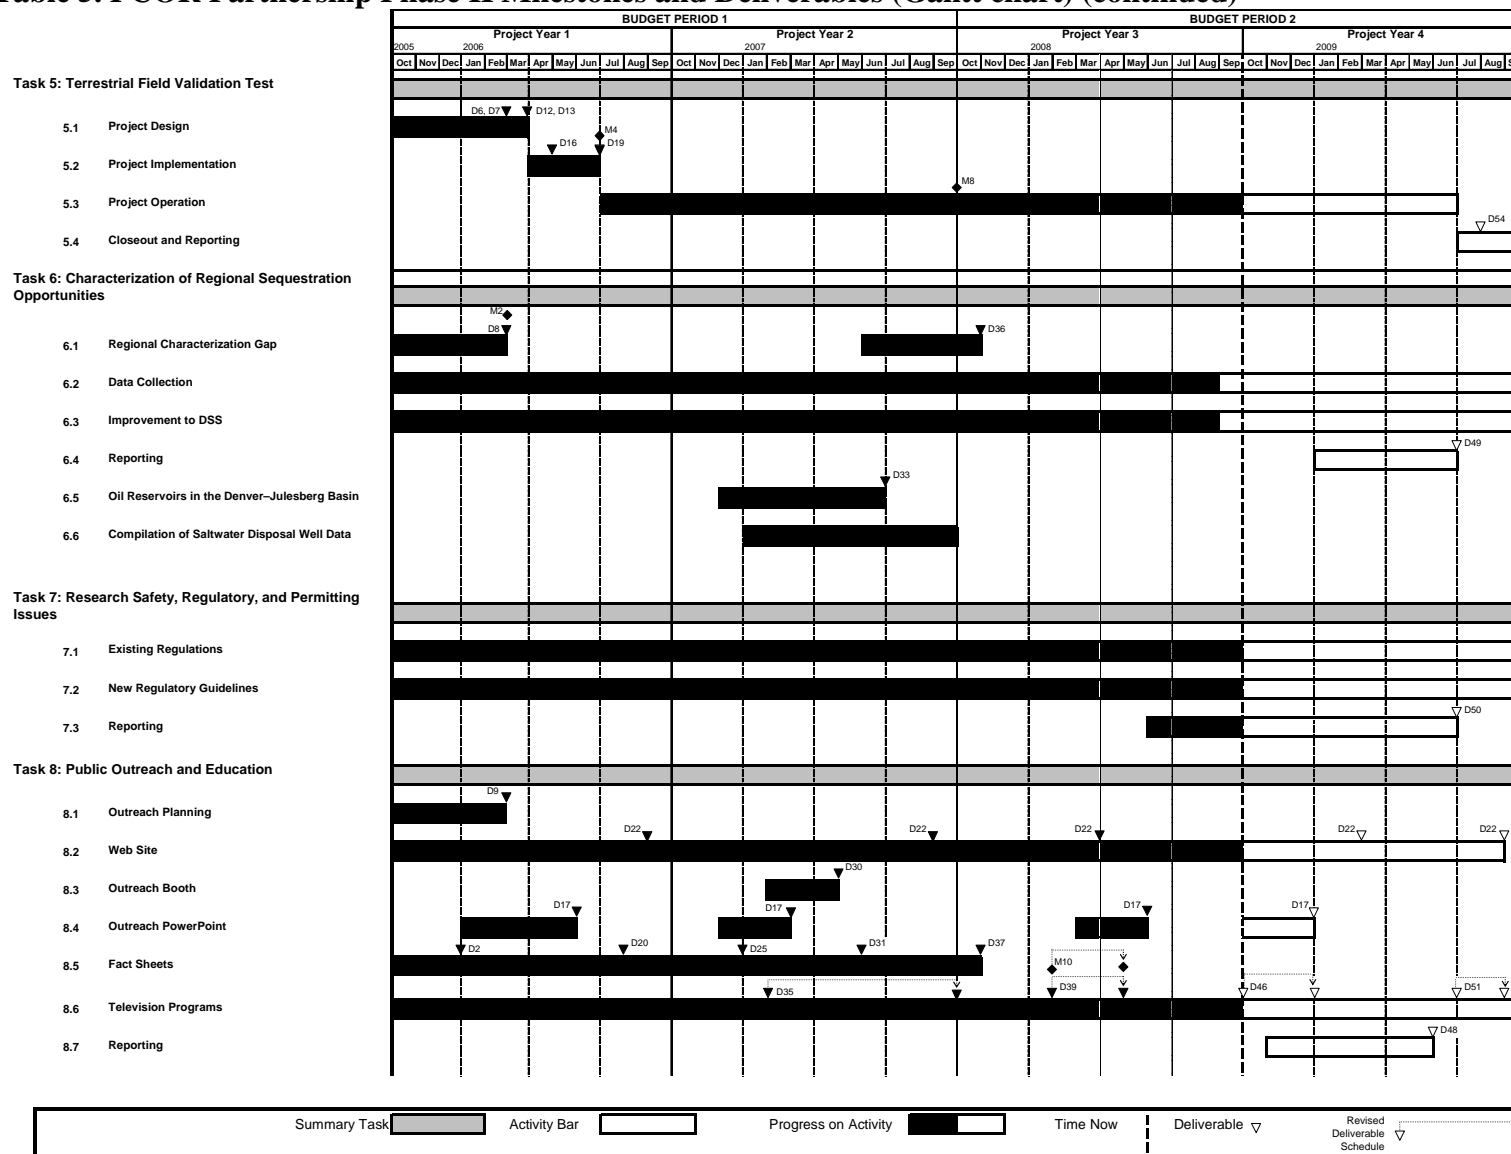 Table 3. PCOR Partnership Phase II Milestones and Deliverables (Gantt chart) (continued)
BUDGET PERIOD 1 BUDGET PERIOD 2
Project Year 1 Project Year 2 Project Year 3 Project Year 4
2005 2006 2007 2008 2009
Oct Nov Dec Jan Feb Mar Apr May Jun Jul Aug Sep Oct Nov Dec Jan Feb Mar Apr May Jun Jul Aug Sep Oct Nov Dec Jan Feb Mar Apr May Jun Jul Aug Sep Oct Nov Dec Jan Feb Mar Apr May Jun Jul Aug S
Task 5: Terrestrial Field Validation Test
D6, D7 D12, D13
5.1 Project Design
M4
D16 D19
5.2 Project Implementation
M8
5.3 Project Operation
D54
5.4 Closeout and Reporting
Task 6: Characterization of Regional Sequestration
Opportunities
M2
D8 D36
6.1 Regional Characterization Gap
6.2 Data Collection
6.3 Improvement to DSS
D49
6.4 Reporting
D33
6.5 Oil Reservoirs in the Denver–Julesberg Basin
6.6 Compilation of Saltwater Disposal Well Data
Task 7: Research Safety, Regulatory, and Permitting
Issues
7.1 Existing Regulations
7.2 New Regulatory Guidelines
D50
7.3 Reporting
Task 8: Public Outreach and Education
D9
8.1 Outreach Planning
D22 D22 D22 D22 D22
8.2 Web Site
D30
8.3 Outreach Booth
D17 D17 D17 D17
8.4 Outreach PowerPoint
D2 D20 D25 D31 D37
8.5 Fact Sheets M10
D35 D39 D46 D51
8.6 Television Programs
D48
8.7 Reporting
Summary Task Activity Bar Progress on Activity Time Now Deliverable Revised
Deliverable
Schedule